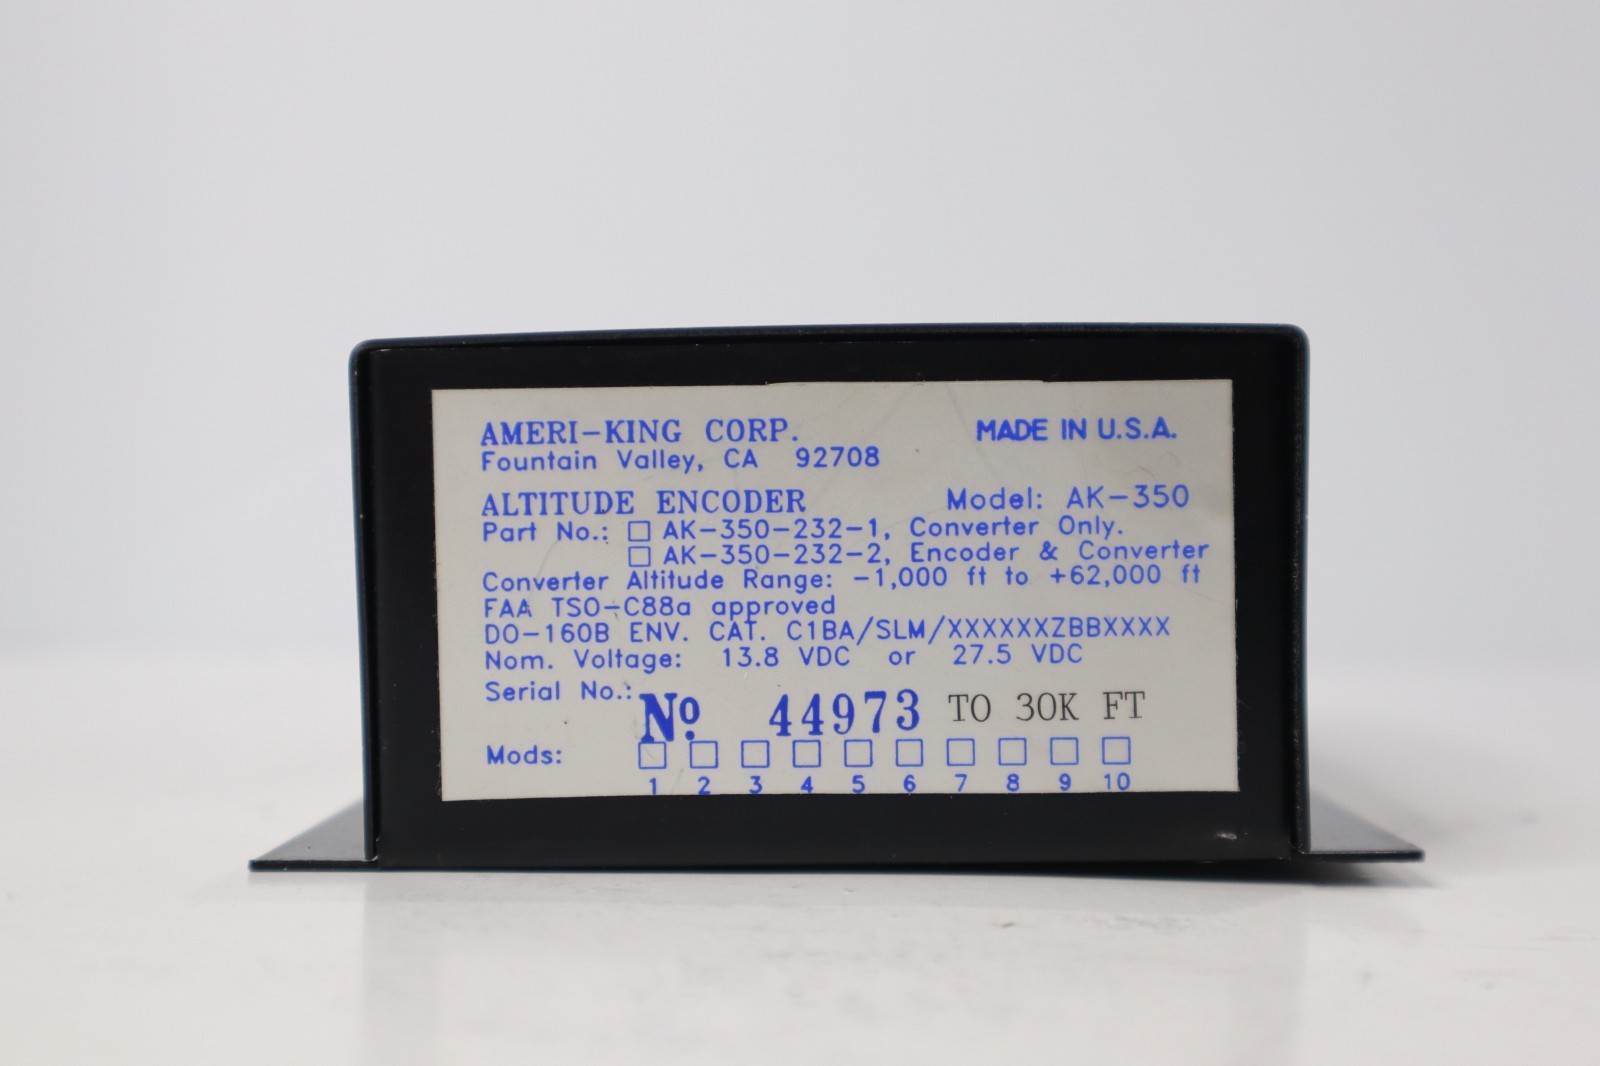 AMERI-KING CORP. MADE IN U.S.A.
Fountain Valley, CA 92708
ALTITUDE ENCODER Model: AK-350
Part No.: □ AK-350-232-1, Converter Only.
□ AK-350-232-2, Encoder & Converter
Converter Altitude Range: -1,000 ft to +62,000 ft
FAA TSO-C88a approved
DO-160B ENV. CAT. C1BA/SLM/XXXXXXZBBXXXX
Nom. Voltage: 13.8 VDC or 27.5 VDC
Serial No.: No. 44973 TO 30K FT
Mods: □ □ □ □ □ □ □ □ □ □
1 2 3 4 5 6 7 8 9 10